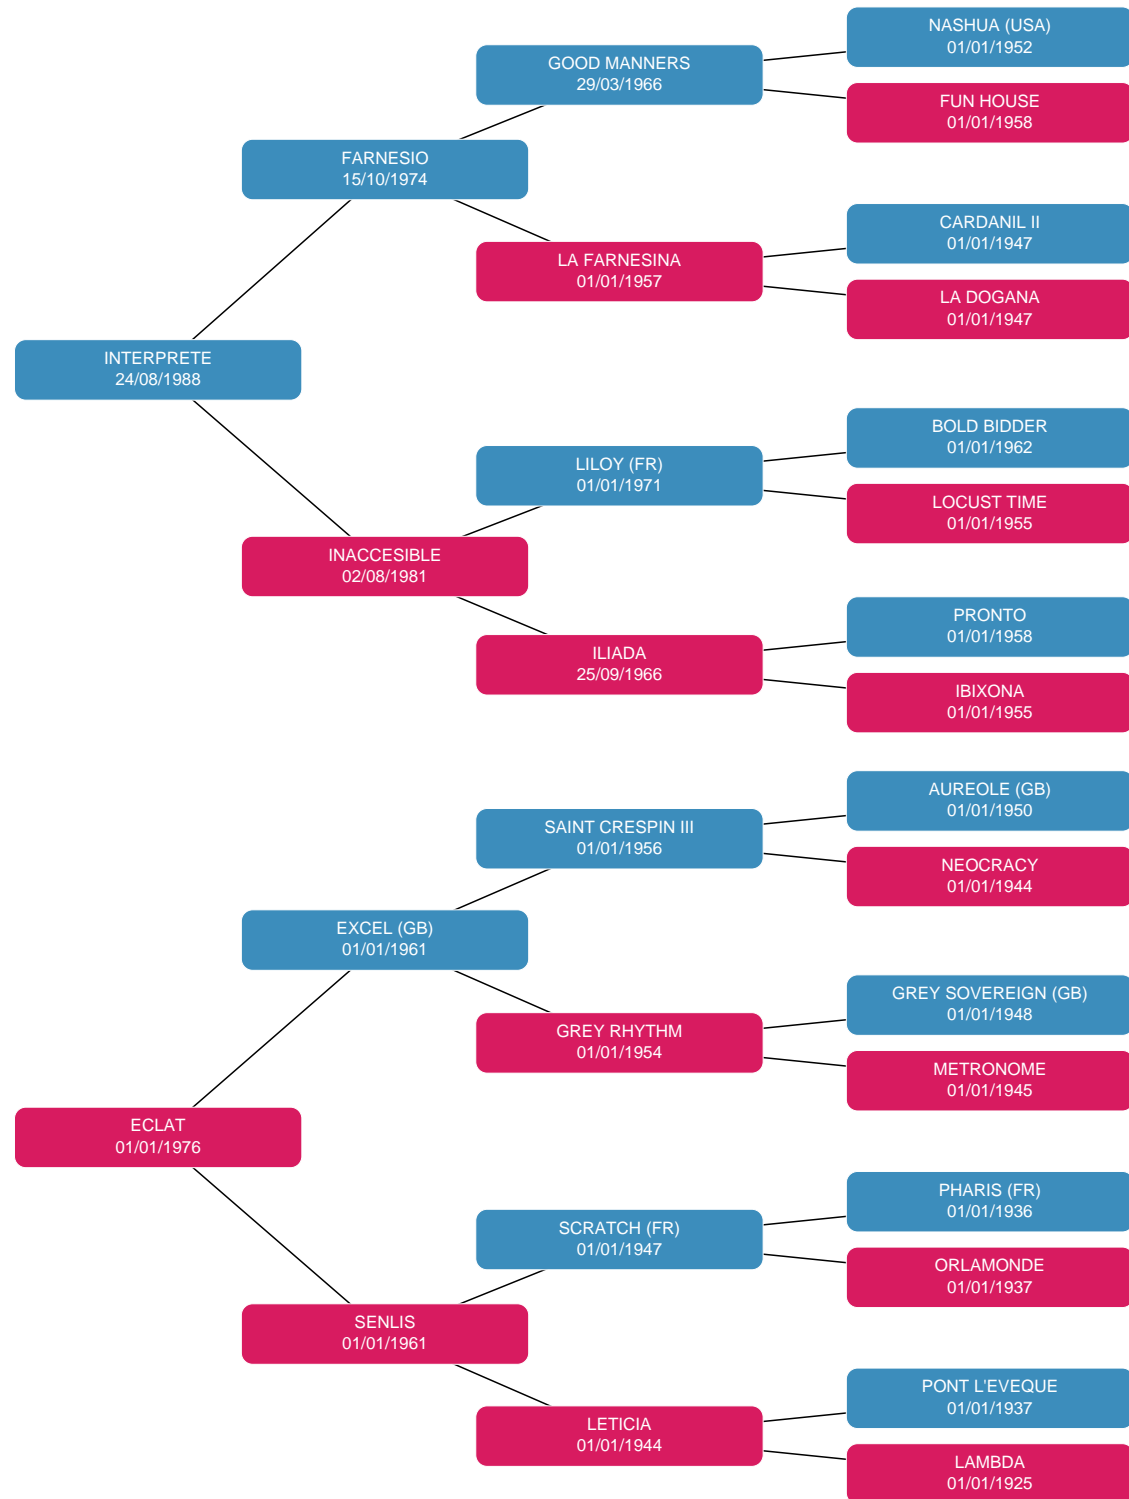 NASHUA (USA)
01/01/1952
GOOD MANNERS
29/03/1966
FUN HOUSE
01/01/1958
FARNESIO
15/10/1974
CARDANIL II
01/01/1947
LA FARNESINA
01/01/1957
LA DOGANA
01/01/1947
INTERPRETE
24/08/1988
BOLD BIDDER
01/01/1962
LILOY (FR)
01/01/1971
LOCUST TIME
01/01/1955
INACCESIBLE
02/08/1981
PRONTO
01/01/1958
ILIADA
25/09/1966
IBIXONA
01/01/1955
AUREOLE (GB)
01/01/1950
SAINT CRESPIN III
01/01/1956
NEOCRACY
01/01/1944
EXCEL (GB)
01/01/1961
GREY SOVEREIGN (GB)
01/01/1948
GREY RHYTHM
01/01/1954
METRONOME
01/01/1945
ECLAT
01/01/1976
PHARIS (FR)
01/01/1936
SCRATCH (FR)
01/01/1947
ORLAMONDE
01/01/1937
SENLIS
01/01/1961
PONT L'EVEQUE
01/01/1937
LETICIA
01/01/1944
LAMBDA
01/01/1925